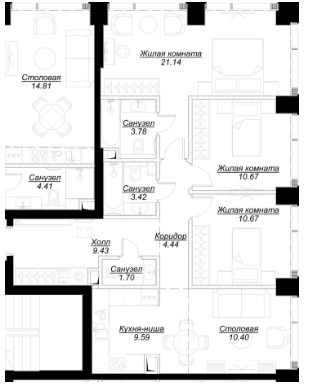 Жилая комната
21.14
Столовая
14.81
Санузел
3.78
Жилая комната
10.67
Санузел
4.41
Санузел
3.42
Жилая комната
10.67
Холл
9.43
Коридор
4.44
Санузел
1.70
Кухня-ниша
9.59
Столовая
10.40